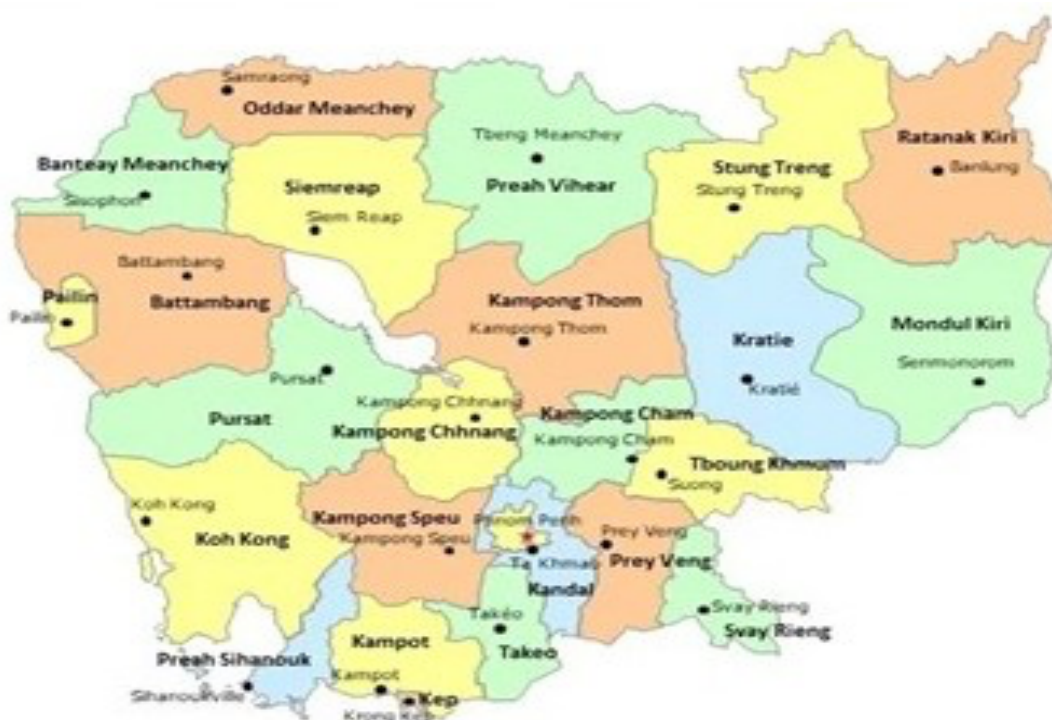 Samraong
Oddar Meanchey
Tbeng Meanchey
Preah Vihear
Ratanak Kiri
Banlung
Stung Treng
Stung Treng
Banteay Meanchey
Sisophon
Siemreap
Siem Reap
Battambang
Battambang
Pailin
Pailin
Kampong Thom
Kampong Thom
Kratie
Kratié
Mondul Kiri
Senmonorom
Pursat
Pursat
Kampong Chhnang
Kampong Chhnang
Kampong Cham
Kampong Cham
Tboung Khmum
Suong
Koh Kong
Koh Kong
Kampong Speu
Kampong Speu
Phnom Penh
Ta Khmau
Kandal
Prey Veng
Prey Veng
Svay Rieng
Svay Rieng
Takéo
Takeo
Preah Sihanouk
Sihanoukville
Kampot
Kampot
Kep
Krong Kep